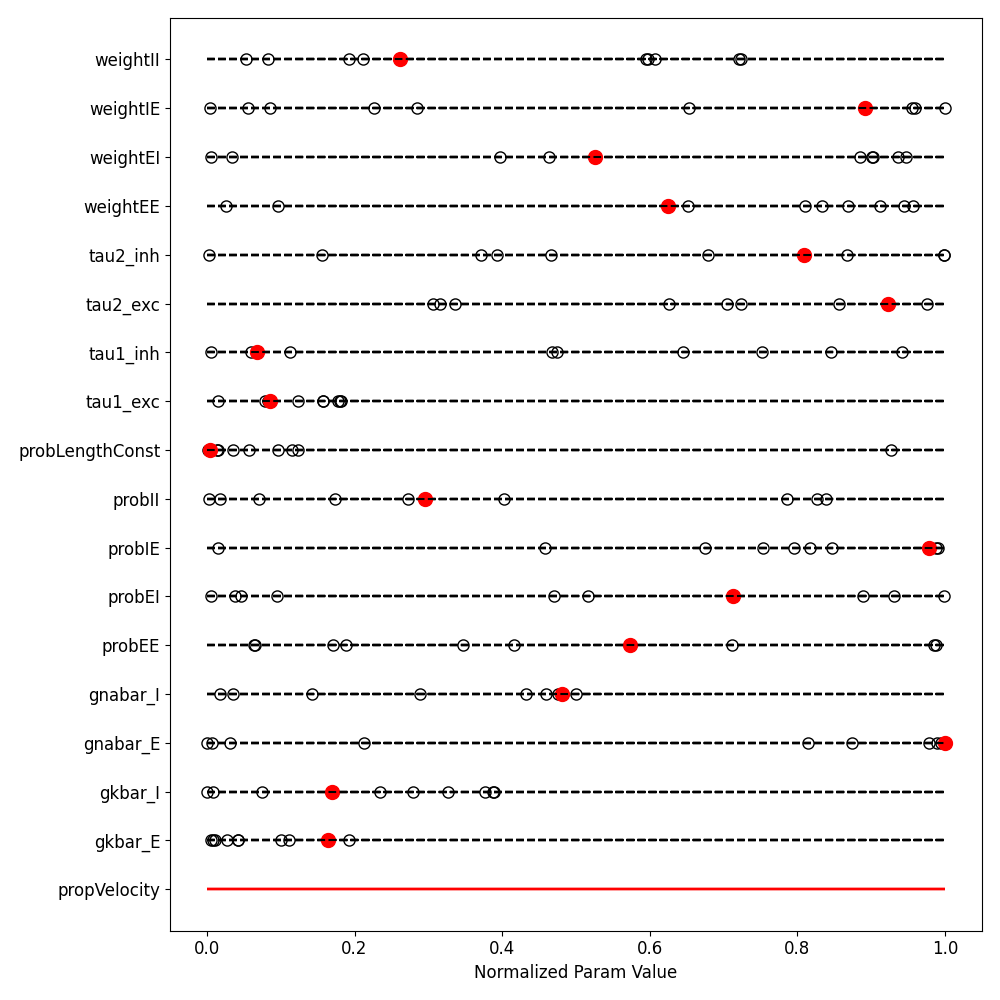 weightII
weightIE
weightEI
weightEE
tau2_inh
tau2_exc
tau1_inh
tau1_exc
probLengthConst
probII
probIE
probEI
probEE
gnabar_I
gnabar_E
gkbar_I
gkbar_E
propVelocity
0.0 0.2 0.4 0.6 0.8 1.0
Normalized Param Value